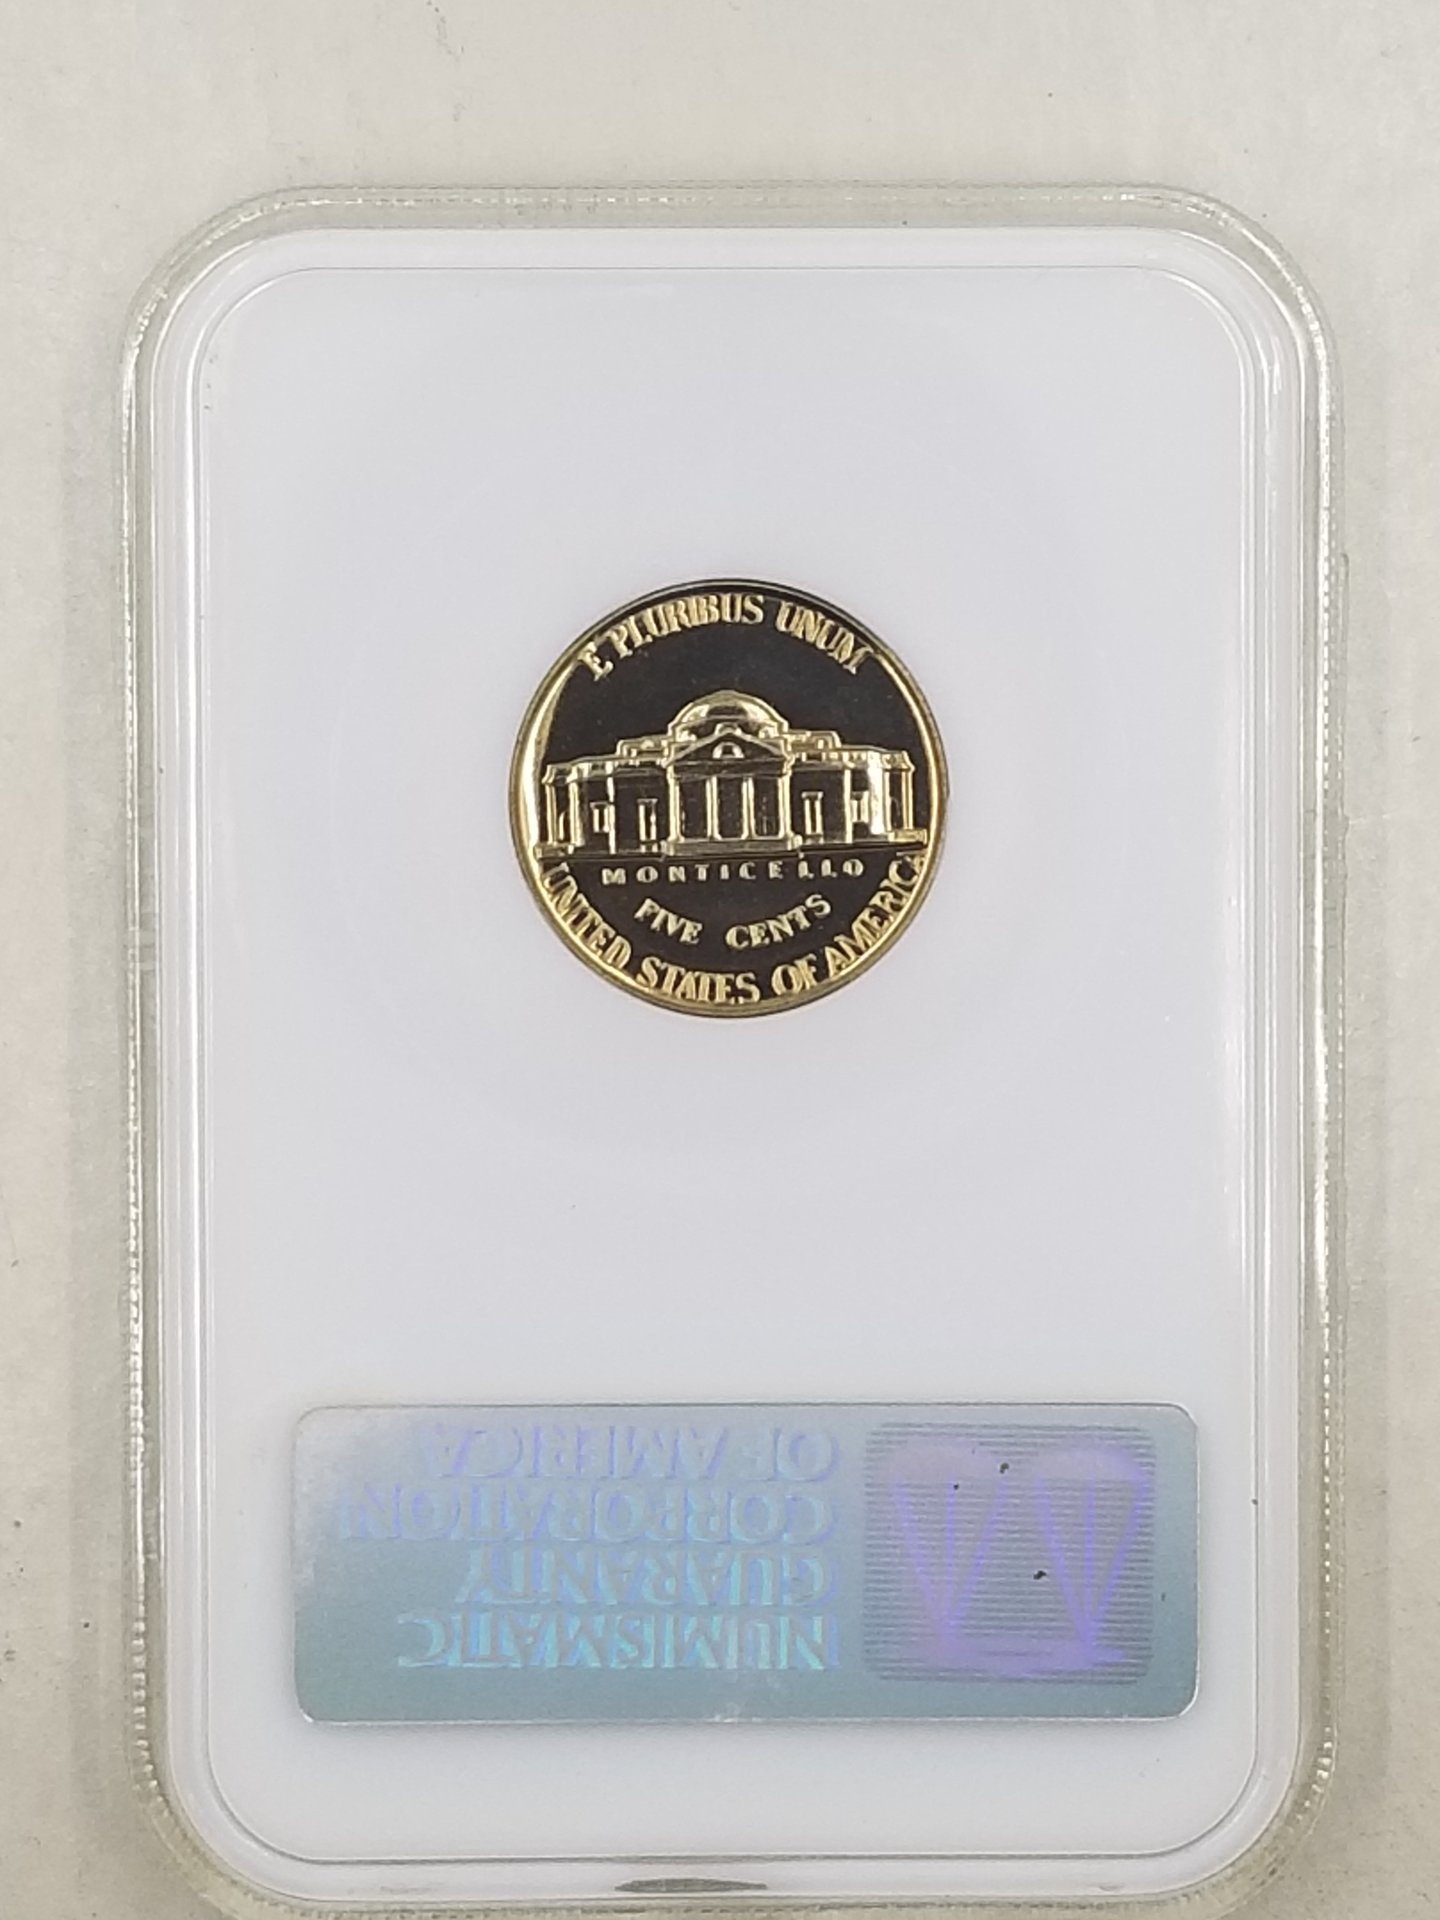 E PLURIBUS UNUM
MONTICELLO
FIVE CENTS
UNITED STATES OF AMERICA
NUMISMATIC
GUARANTY
CORPORATION
OF AMERICA